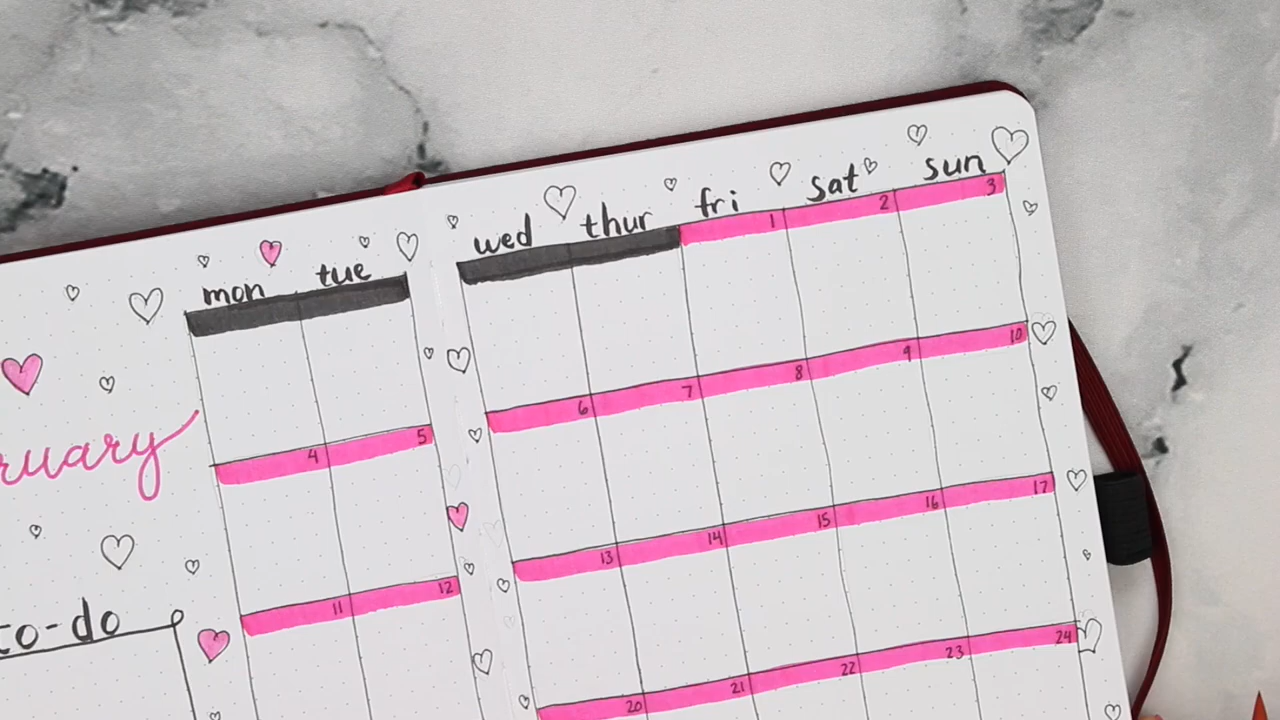 mon tue wed thur fri sat sun
1 2 3
4 5 6 7 8 9 10
11 12 13 14 15 16 17
20 21 22 23 24
ruary
to-do